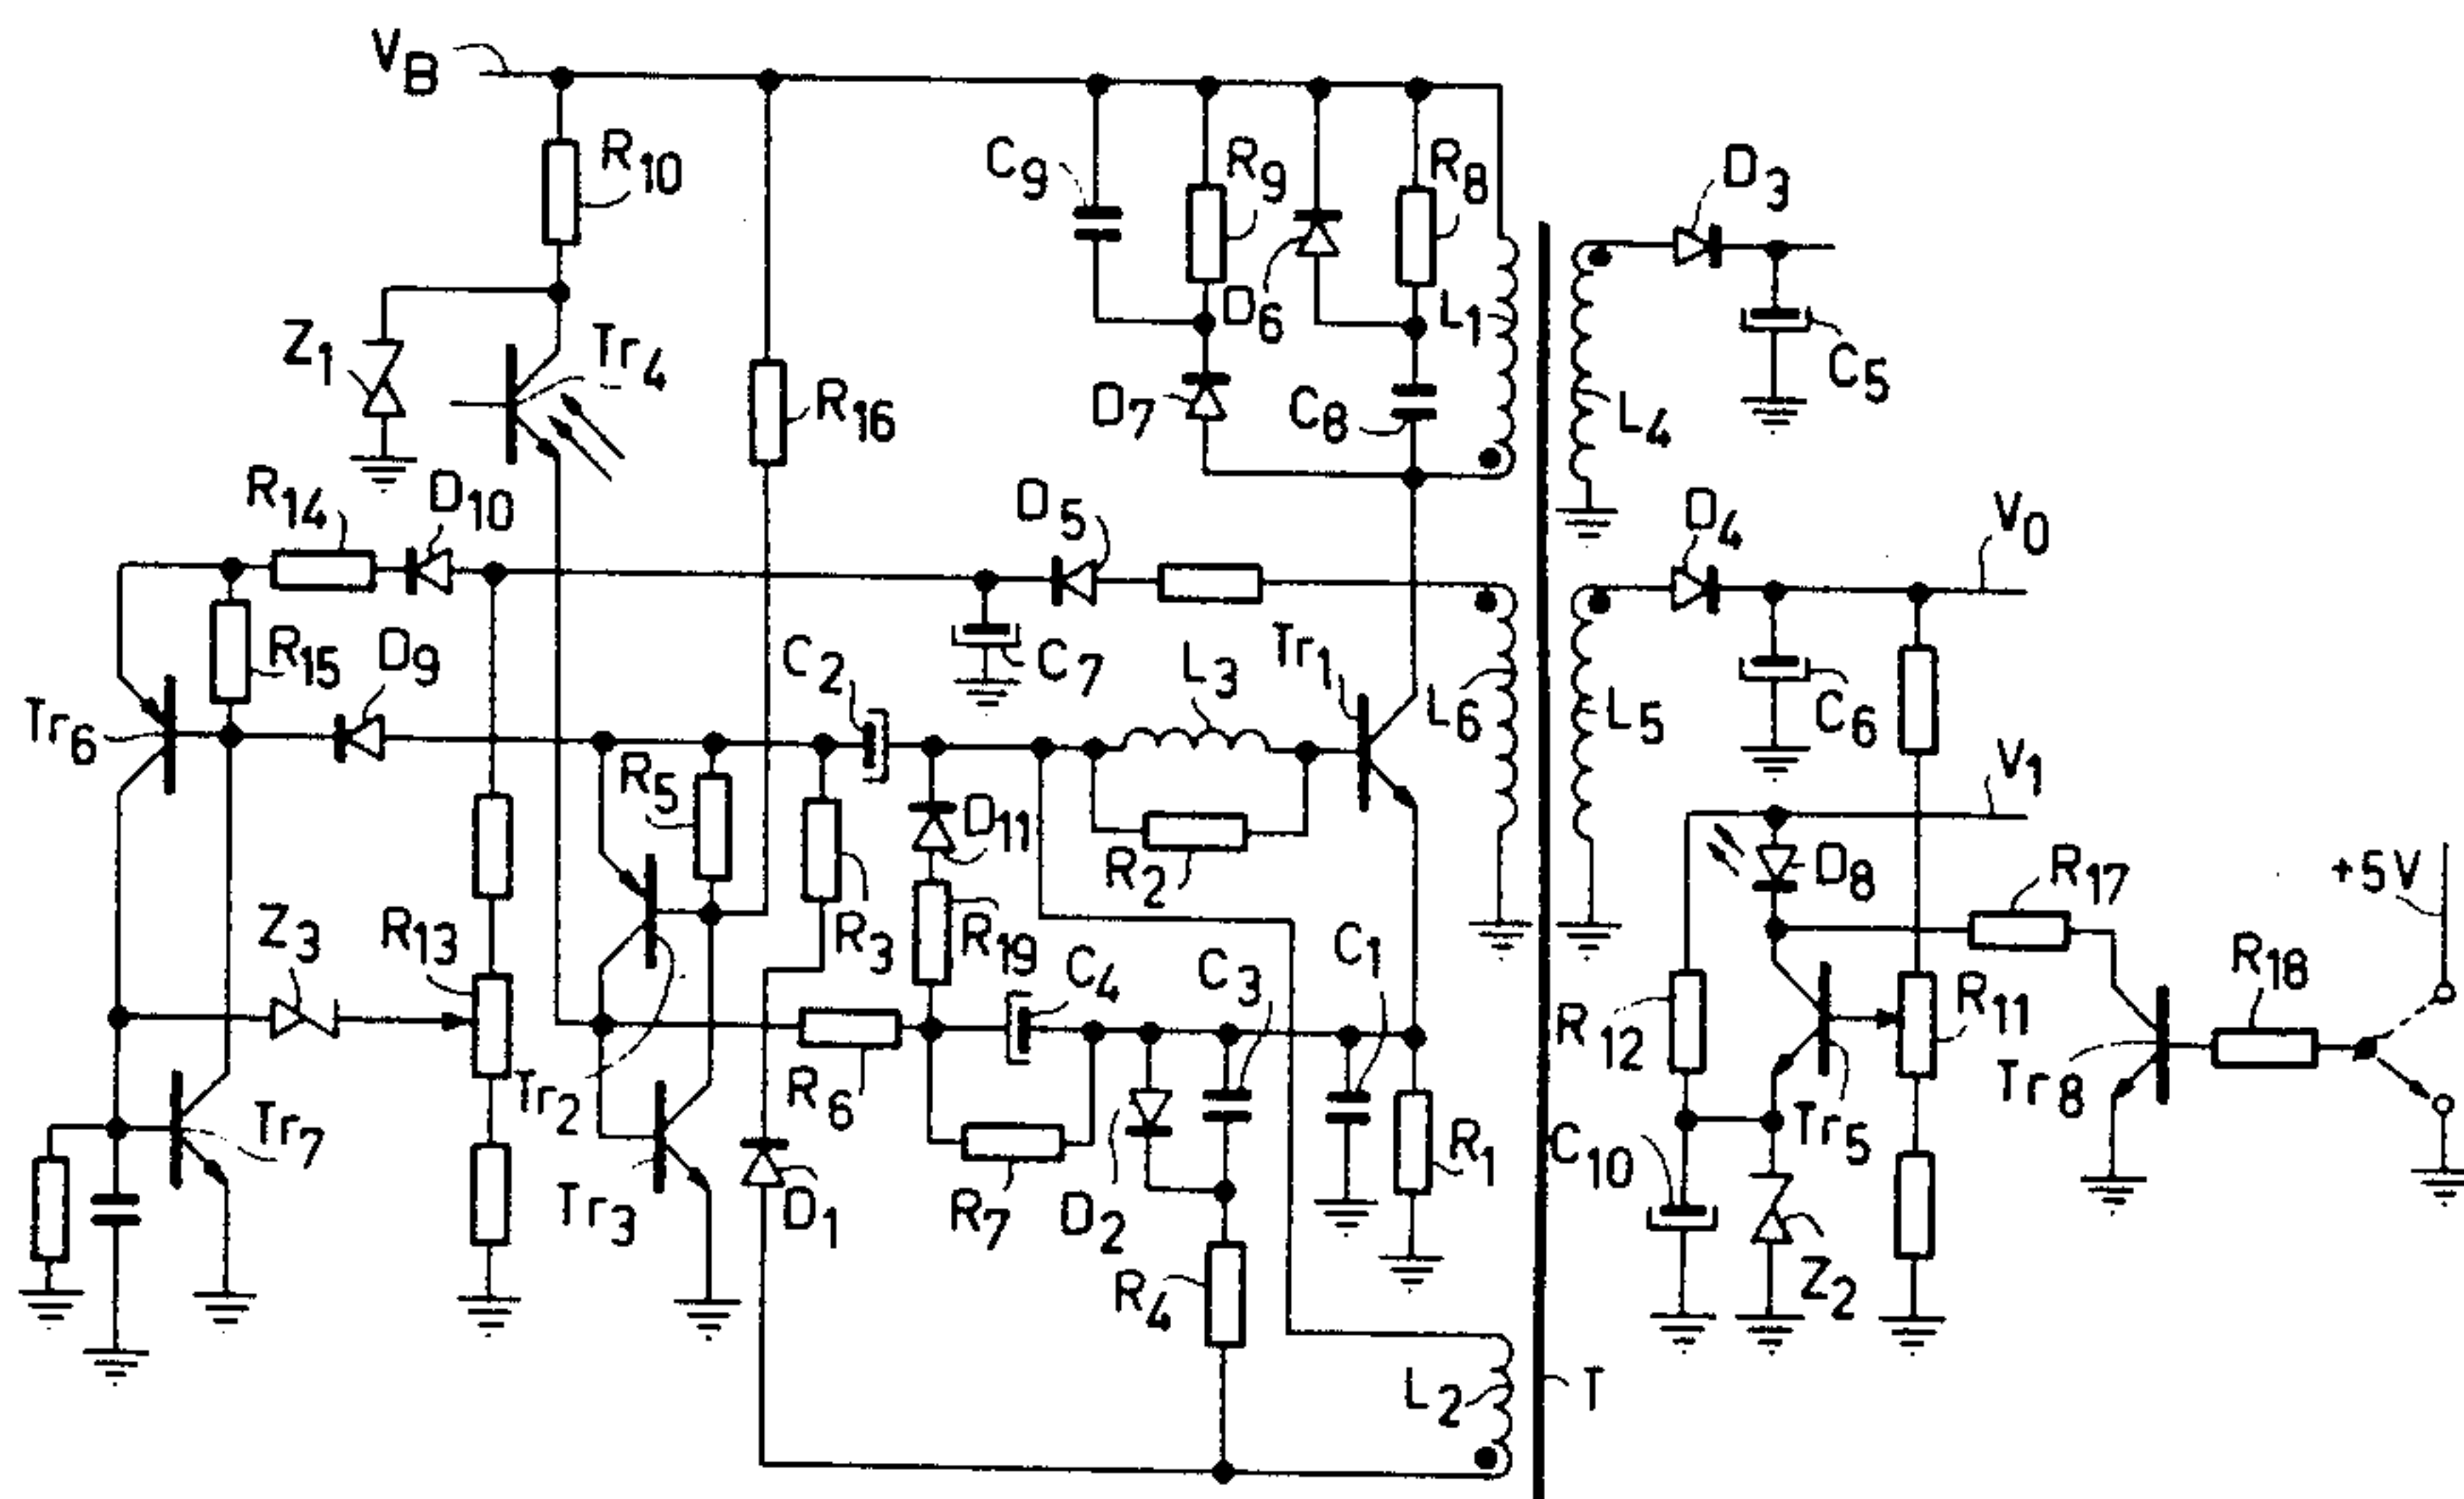 VB
R10
C9
R9
R8
D3
Z1
Tr4
D6
L1
C5
R16
D7
C8
L4
R14
D10
D5
D4
V0
R15
D9
C2
C7
L3
Tr1
L6
L5
C6
Tr6
R5
D11
V1
R2
D8
R17
+5V
Z3
R13
R3
R19
C4
C3
C1
R12
R11
R18
Tr7
Tr2
R6
Tr8
Tr3
D1
R7
D2
R1
C10
Tr5
R4
Z2
L2
T